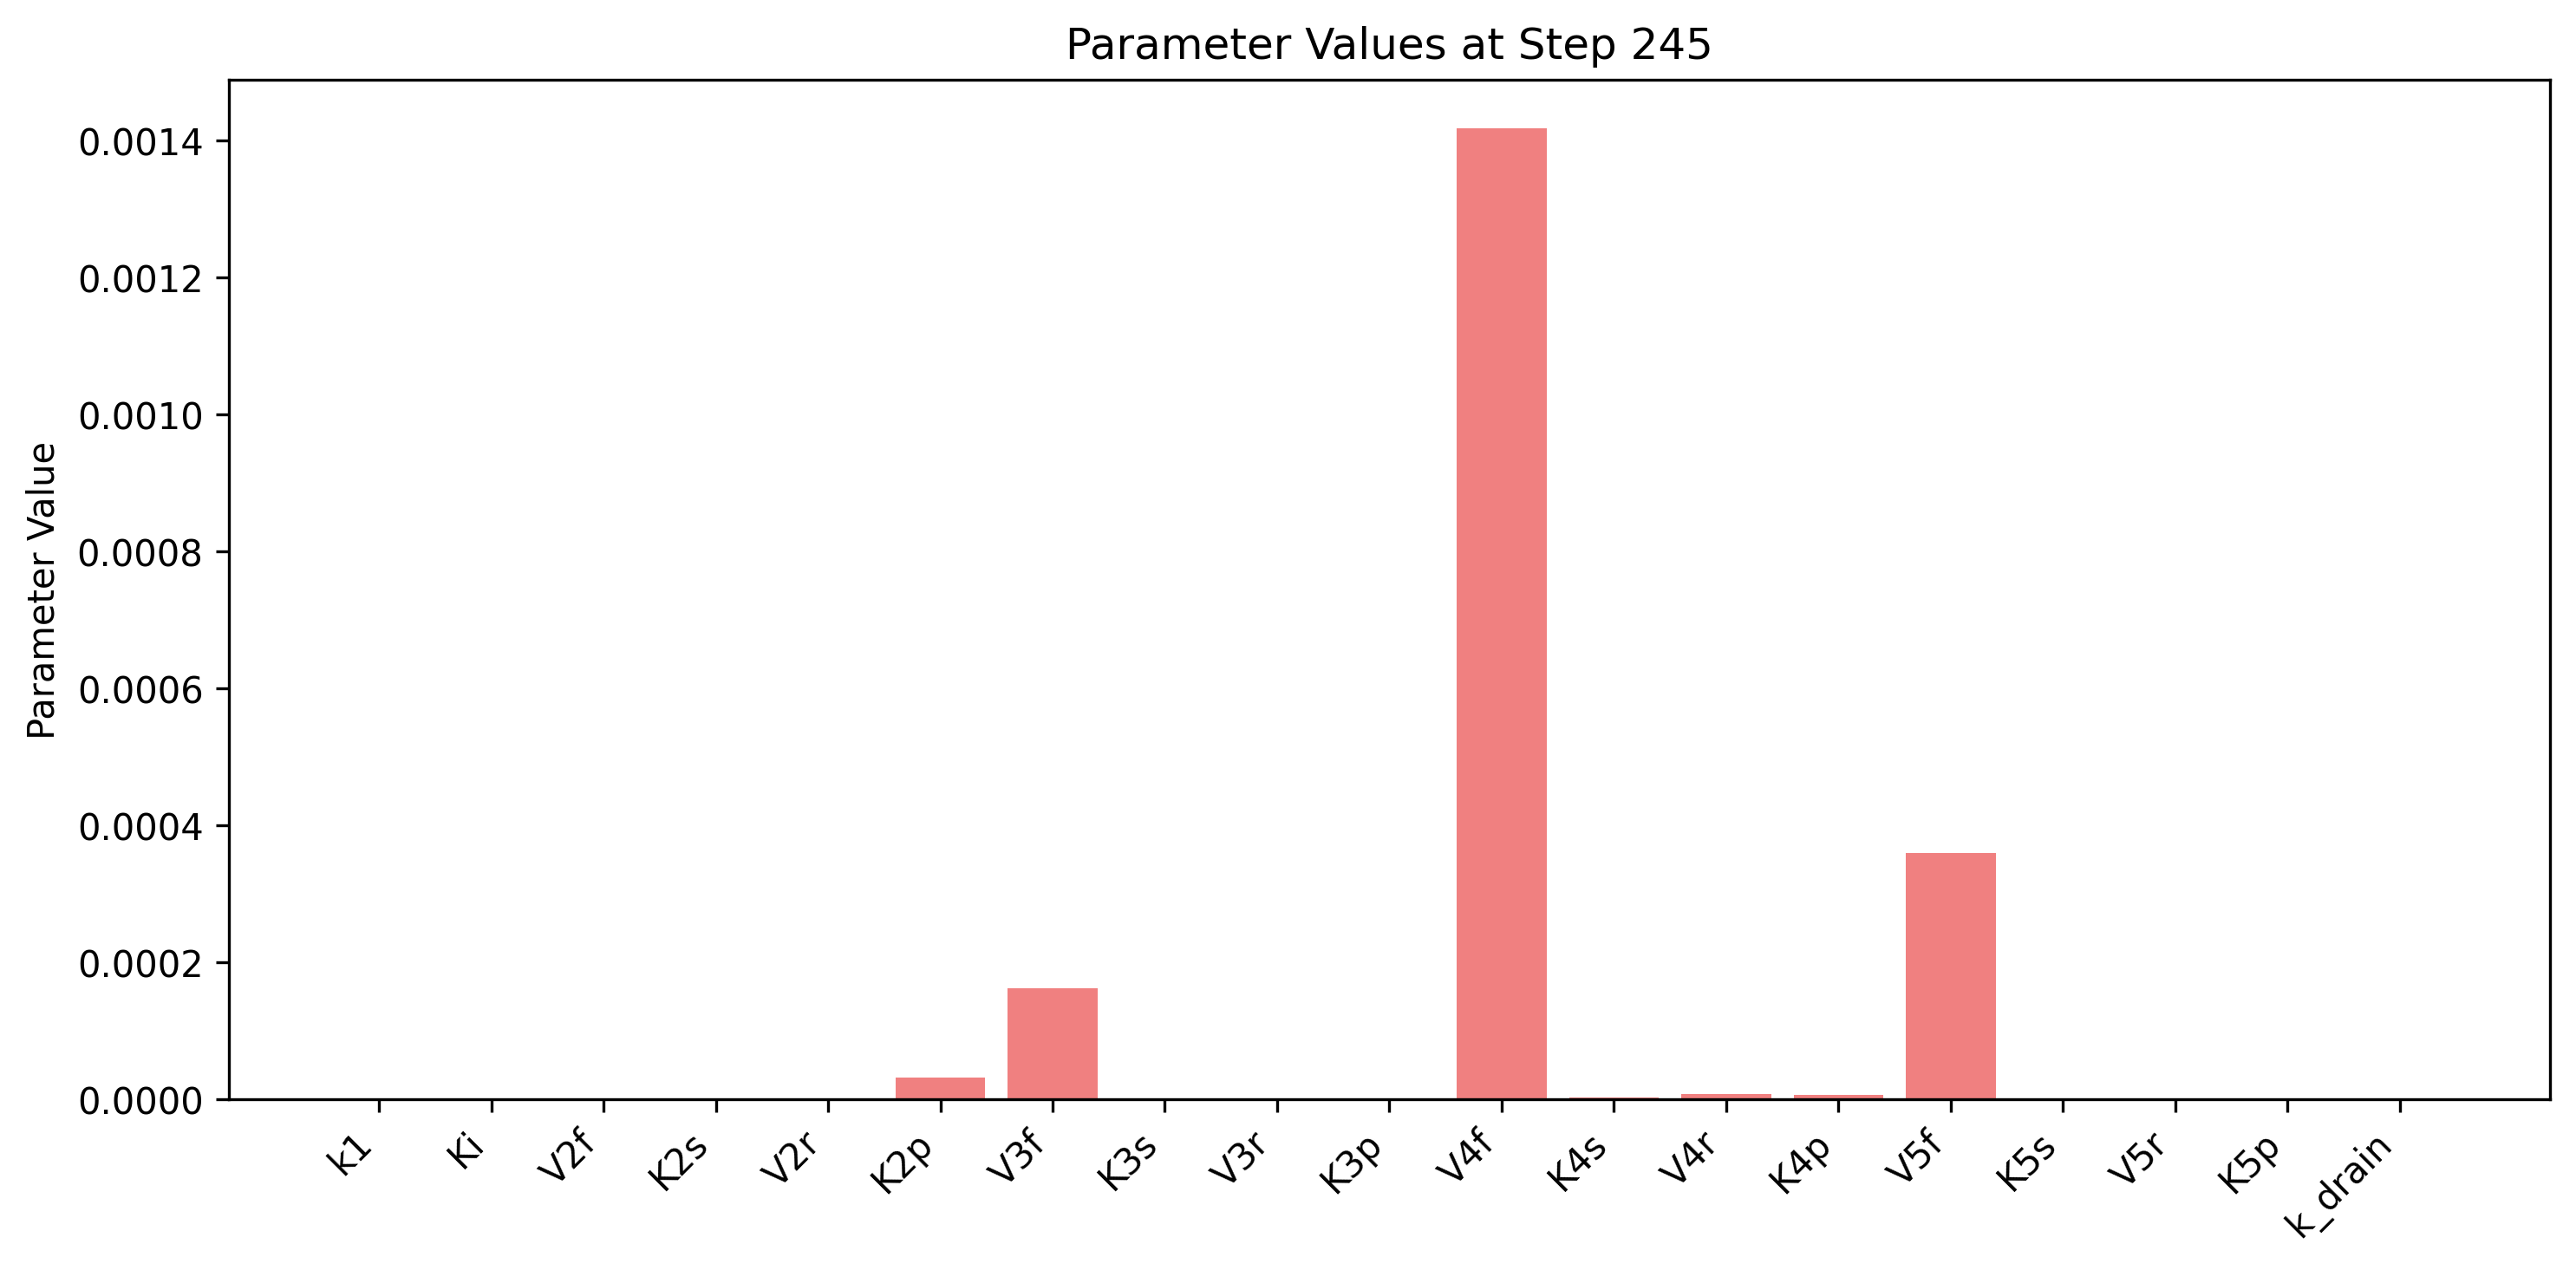 Parameter Values at Step 245
Parameter Value
0.0014
0.0012
0.0010
0.0008
0.0006
0.0004
0.0002
0.0000
k1
Ki
V2f
K2s
V2r
K2p
V3f
K3s
V3r
K3p
V4f
K4s
V4r
K4p
V5f
K5s
V5r
K5p
k_drain